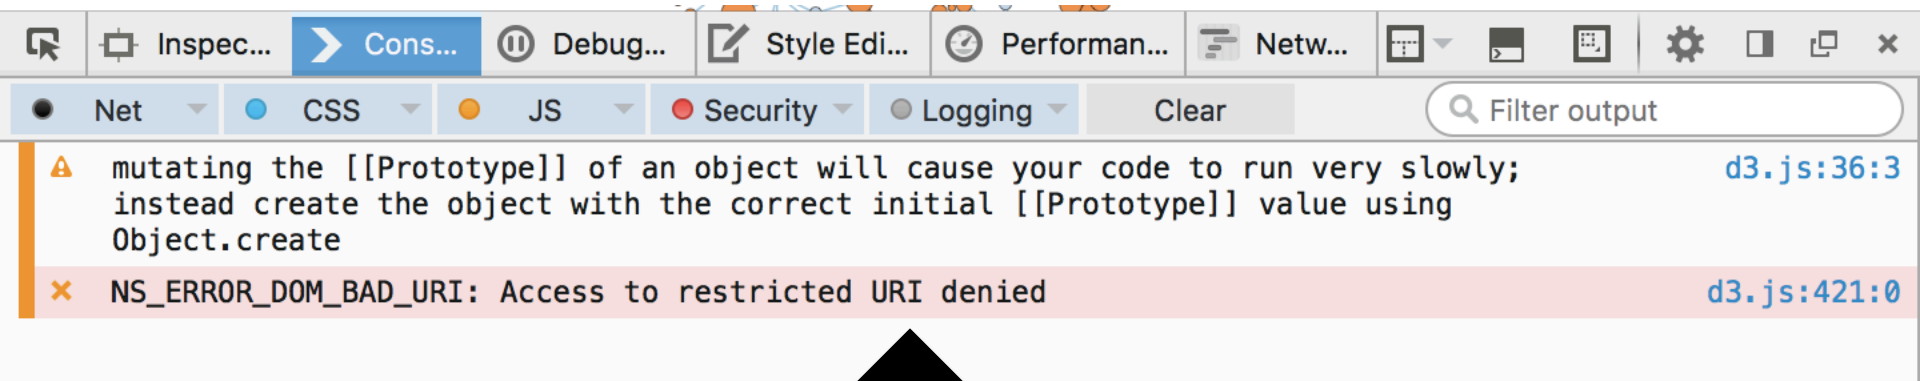 Inspec... Cons... Debug... Style Edi... Performan... Netw...
Net CSS JS Security Logging Clear Filter output
mutating the [[Prototype]] of an object will cause your code to run very slowly; d3.js:36:3
instead create the object with the correct initial [[Prototype]] value using
Object.create
NS_ERROR_DOM_BAD_URI: Access to restricted URI denied d3.js:421:0